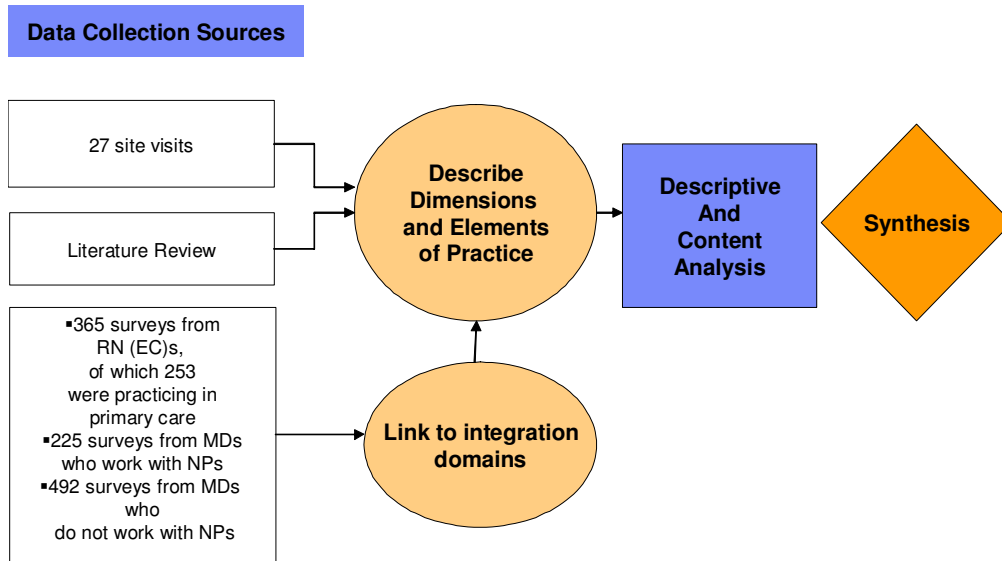 Data Collection Sources
27 site visits
Literature Review
▪365 surveys from
RN (EC)s,
of which 253
were practicing in
primary care
▪225 surveys from MDs
who work with NPs
▪492 surveys from MDs
who
do not work with NPs
Describe
Dimensions
and Elements
of Practice
Link to integration
domains
Descriptive
And
Content
Analysis
Synthesis